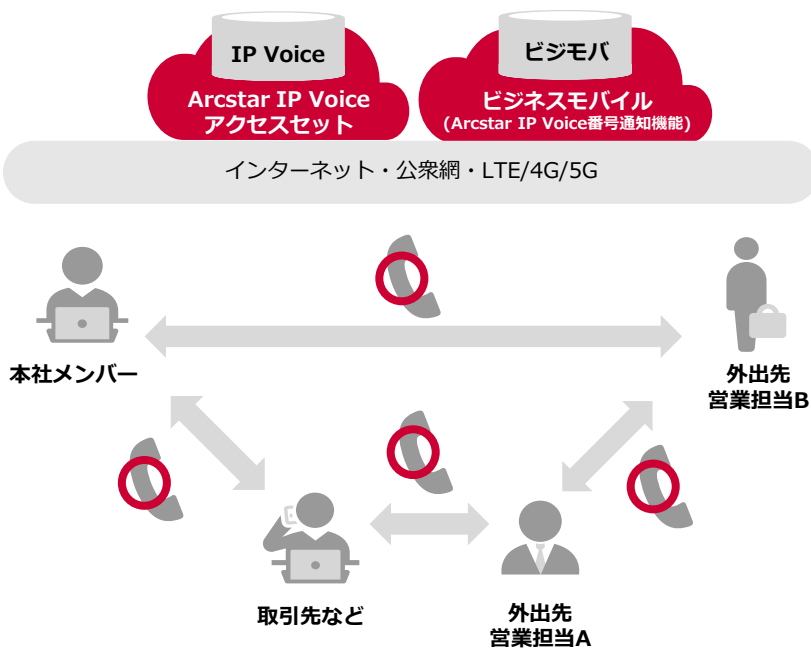 IP Voice
Arcstar IP Voice
アクセスセット
ビジモバ
ビジネスモバイル
(Arcstar IP Voice番号通知機能)
インターネット・公衆網・LTE/4G/5G
本社メンバー
外出先
営業担当B
取引先など
外出先
営業担当A